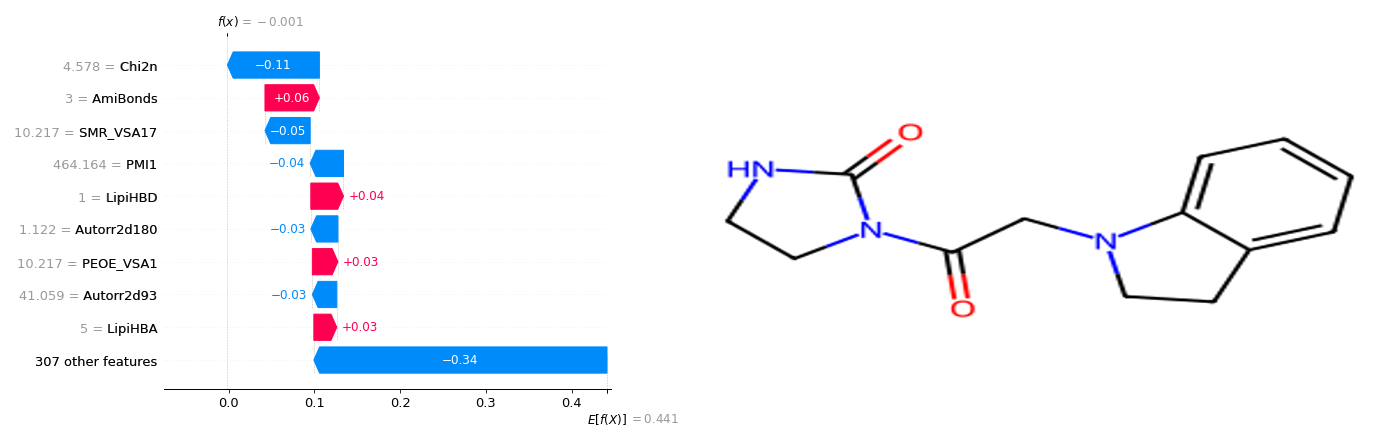 f(x) = −0.001
4.578 = Chi2n −0.11
3 = AmiBonds +0.06
10.217 = SMR_VSA17 −0.05
464.164 = PMI1 −0.04
1 = LipiHBD +0.04
1.122 = Autorr2d180 −0.03
10.217 = PEOE_VSA1 +0.03
41.059 = Autorr2d93 −0.03
5 = LipiHBA +0.03
307 other features −0.34
0.0 0.1 0.2 0.3 0.4
E[f(X)] = 0.441
O
HN
N
N
O